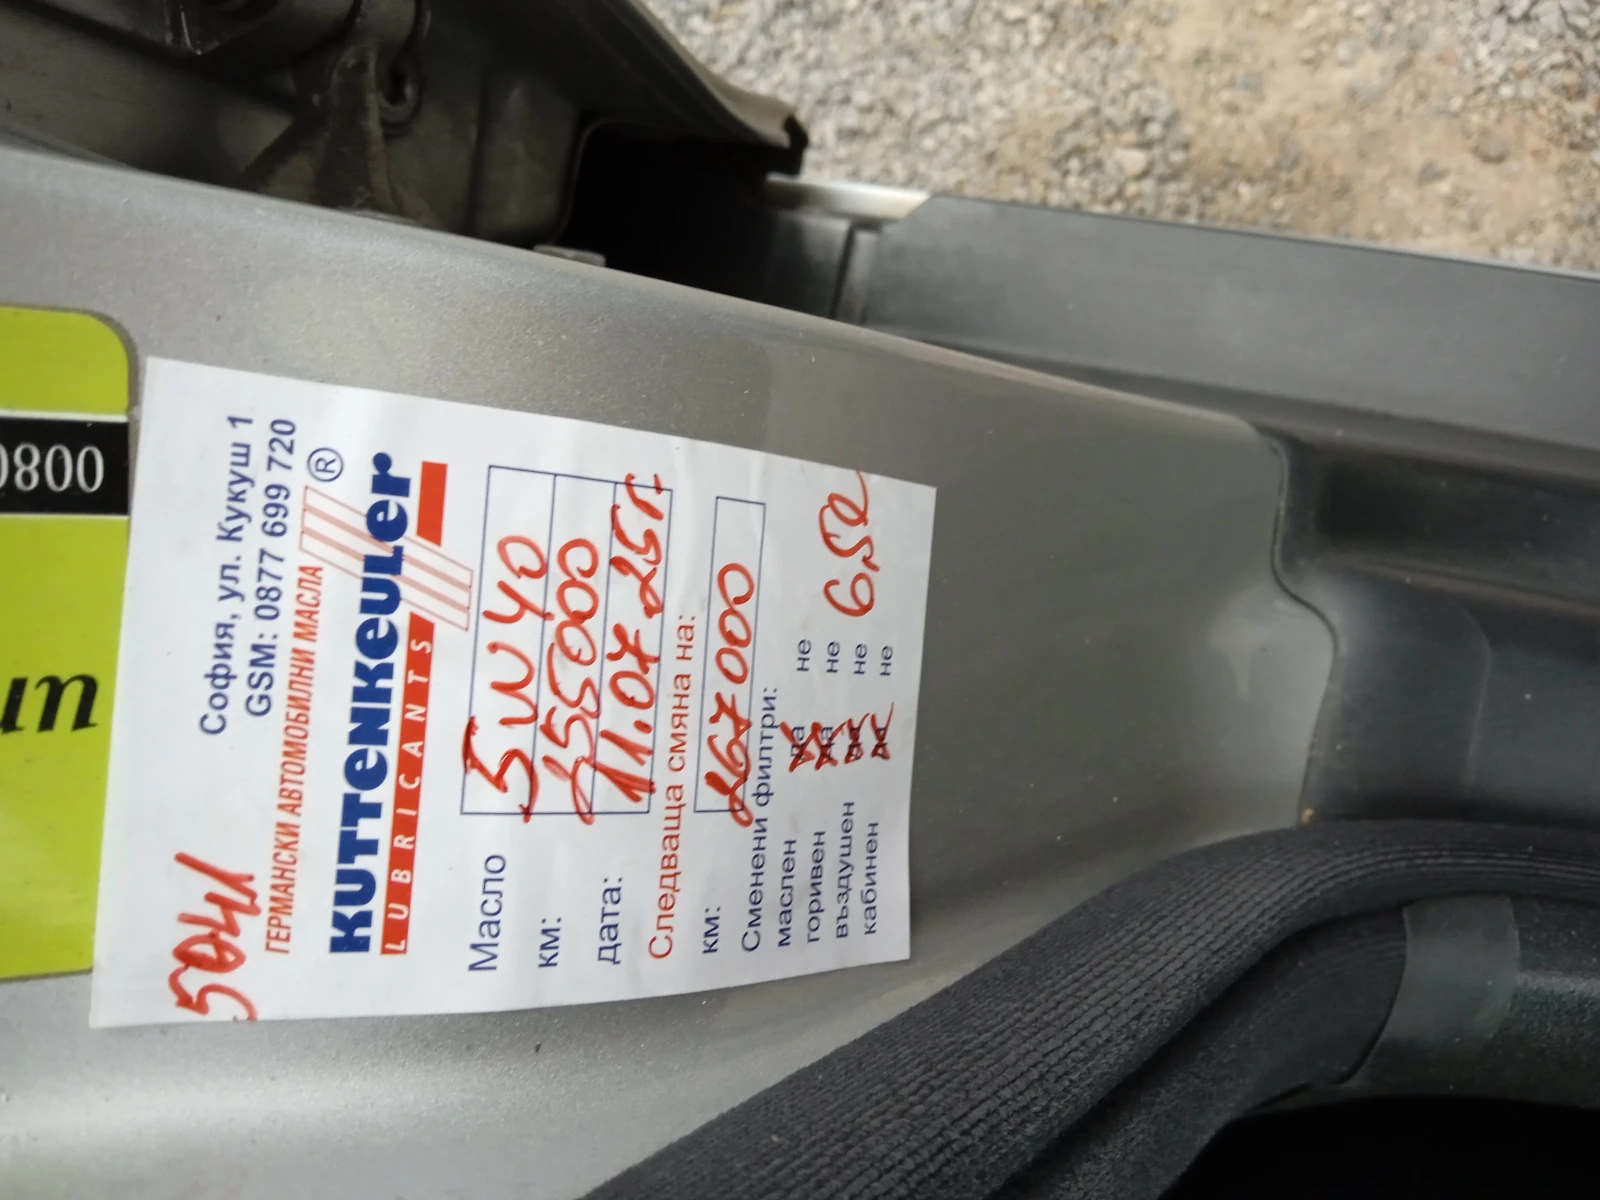 0800
un
5041
София, ул. Кукуш 1
GSM: 0877 699 720
ГЕРМАНСКИ АВТОМОБИЛНИ МАСЛА
KUTTENKEULER ®
LUBRICANTS
Масло 5W40
км: 255000
дата: 11.07 25г.
Следваща смяна на:
км: 267000
Сменени филтри:
маслен да не
горивен да не
въздушен да не 6,5л
кабинен да не